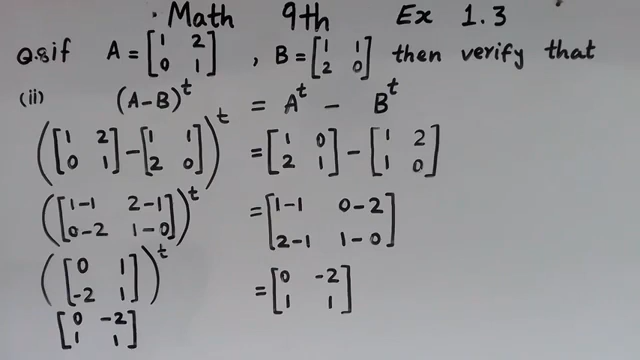 . Math 9th Ex 1.3
Q.8 if A = [1 2; 0 1] , B = [1 1; 2 0] then verify that
(ii) (A-B)^t = A^t - B^t
([1 2; 0 1] - [1 1; 2 0])^t = [1 0; 2 1] - [1 2; 1 0]
([1-1 2-1; 0-2 1-0])^t = [1-1 0-2; 2-1 1-0]
([0 1; -2 1])^t = [0 -2; 1 1]
[0 -2; 1 1]